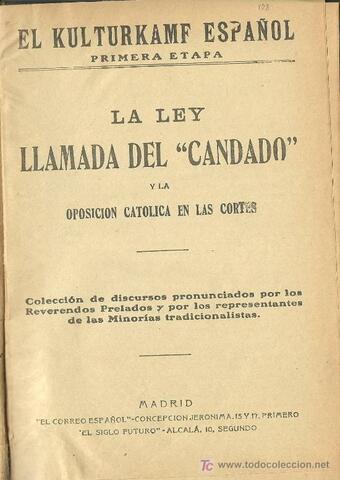 128
EL KULTURKAMF ESPAÑOL
PRIMERA ETAPA
LA LEY
LLAMADA DEL "CANDADO"
Y LA
OPOSICION CATOLICA EN LAS CORTES
Colección de discursos pronunciados por los
Reverendos Prelados y por los representantes
de las Minorías tradicionalistas.
MADRID
"EL CORREO ESPAÑOL"-CONCEPCION JERONIMA, 15 Y 17, PRIMERO
"EL SIGLO FUTURO"-ALCALÁ, 10, SEGUNDO
TC www.todocoleccion.net